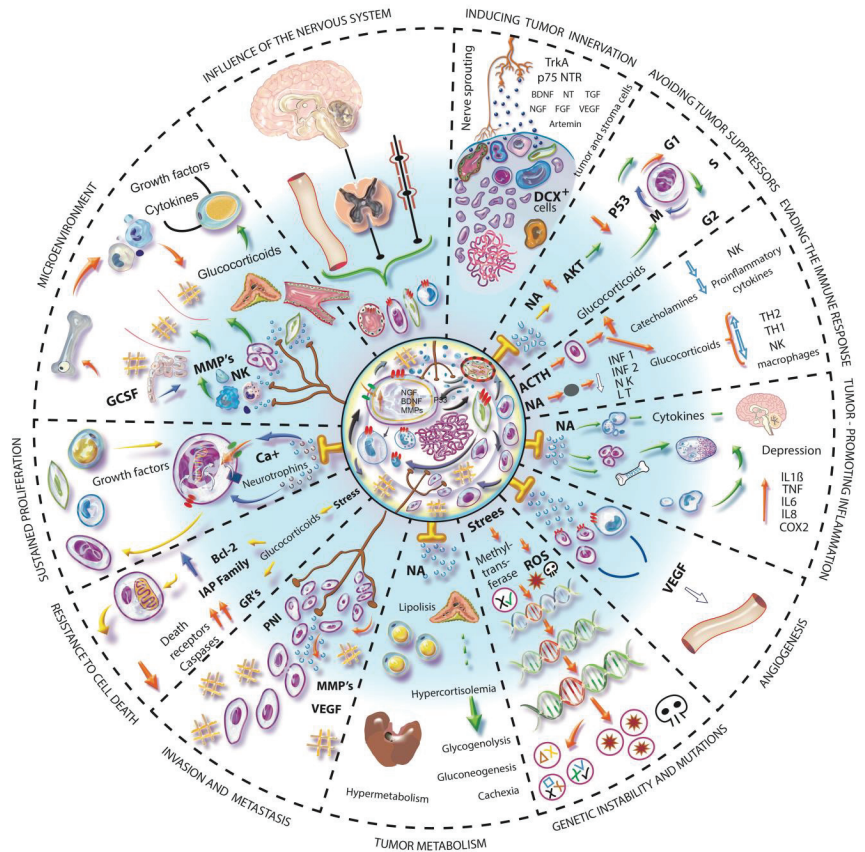 INFLUENCE OF THE NERVOUS SYSTEM
INDUCING TUMOR INNERVATION
Nerve sprouting
TrkA
p75 NTR
BDNF NT TGF
NGF FGF VEGF
Artemin
tumor and stroma cells
DCX+
cells
AVOIDING TUMOR SUPPRESSORS
G1
S
G2
M
P53
AKT
NA
Glucocorticoids
EVADING THE IMMUNE RESPONSE
NK
Proinflammatory
cytokines
Catecholamines
Glucocorticoids
TH2
TH1
NK
macrophages
ACTH
NA
INF 1
INF 2
N K
L T
TUMOR - PROMOTING INFLAMMATION
NA
Cytokines
Depression
IL1ß
TNF
IL6
IL8
COX2
ANGIOGENESIS
VEGF
GENETIC INSTABILITY AND MUTATIONS
Strees
Methyl-
trans-
ferase
ROS
TUMOR METABOLISM
NA
Lipolisis
Hypercortisolemia
Glycogenolysis
Gluconeogenesis
Cachexia
Hypermetabolism
INVASION AND METASTASIS
PNI
MMP's
VEGF
RESISTANCE TO CELL DEATH
Stress
Glucocorticoids
GR's
Bcl-2
IAP Family
Death
receptors
Caspases
SUSTAINED PROLIFERATION
Growth factors
Ca+
Neurotrophins
MICROENVIRONMENT
Growth factors
Cytokines
Glucocorticoids
MMP's
NK
GCSF
NGF
BDNF
MMPs
P53